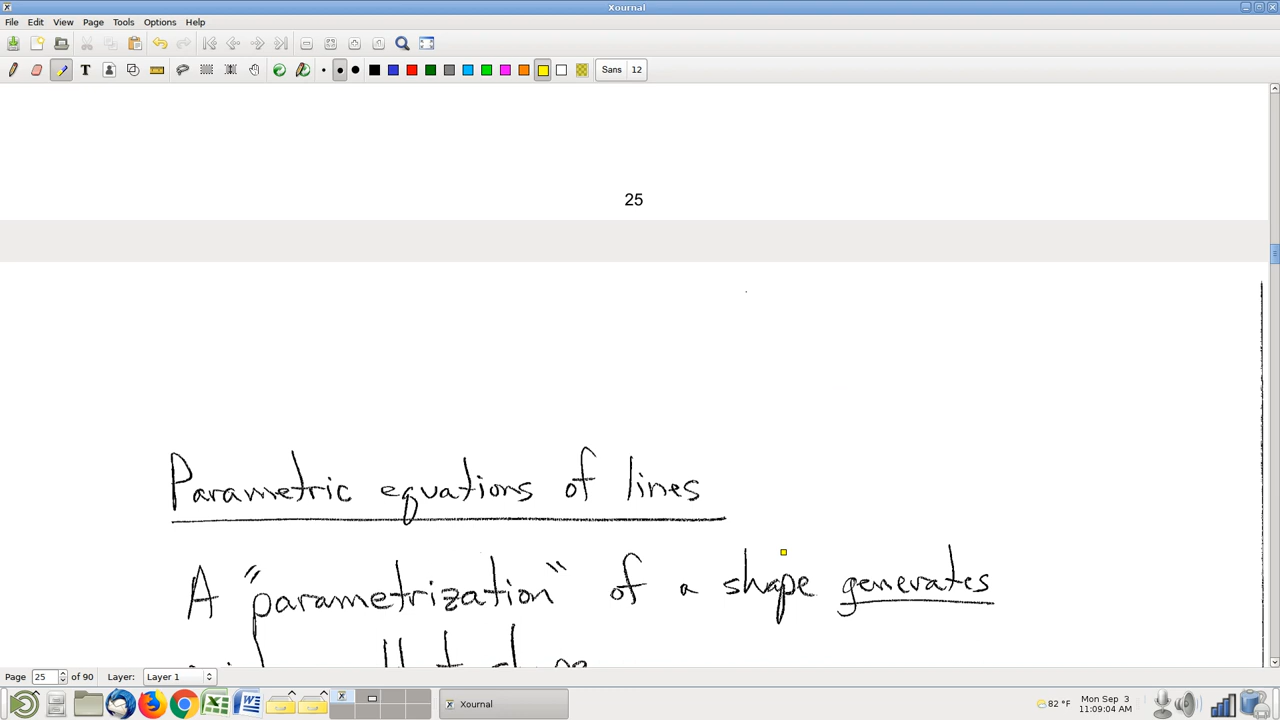 Xournal
File Edit View Page Tools Options Help
Sans 12
25
Parametric equations of lines
A "parametrization" of a shape generates
Page 25 of 90 Layer: Layer 1
Xournal
82 °F
Mon Sep 3
11:09:04 AM